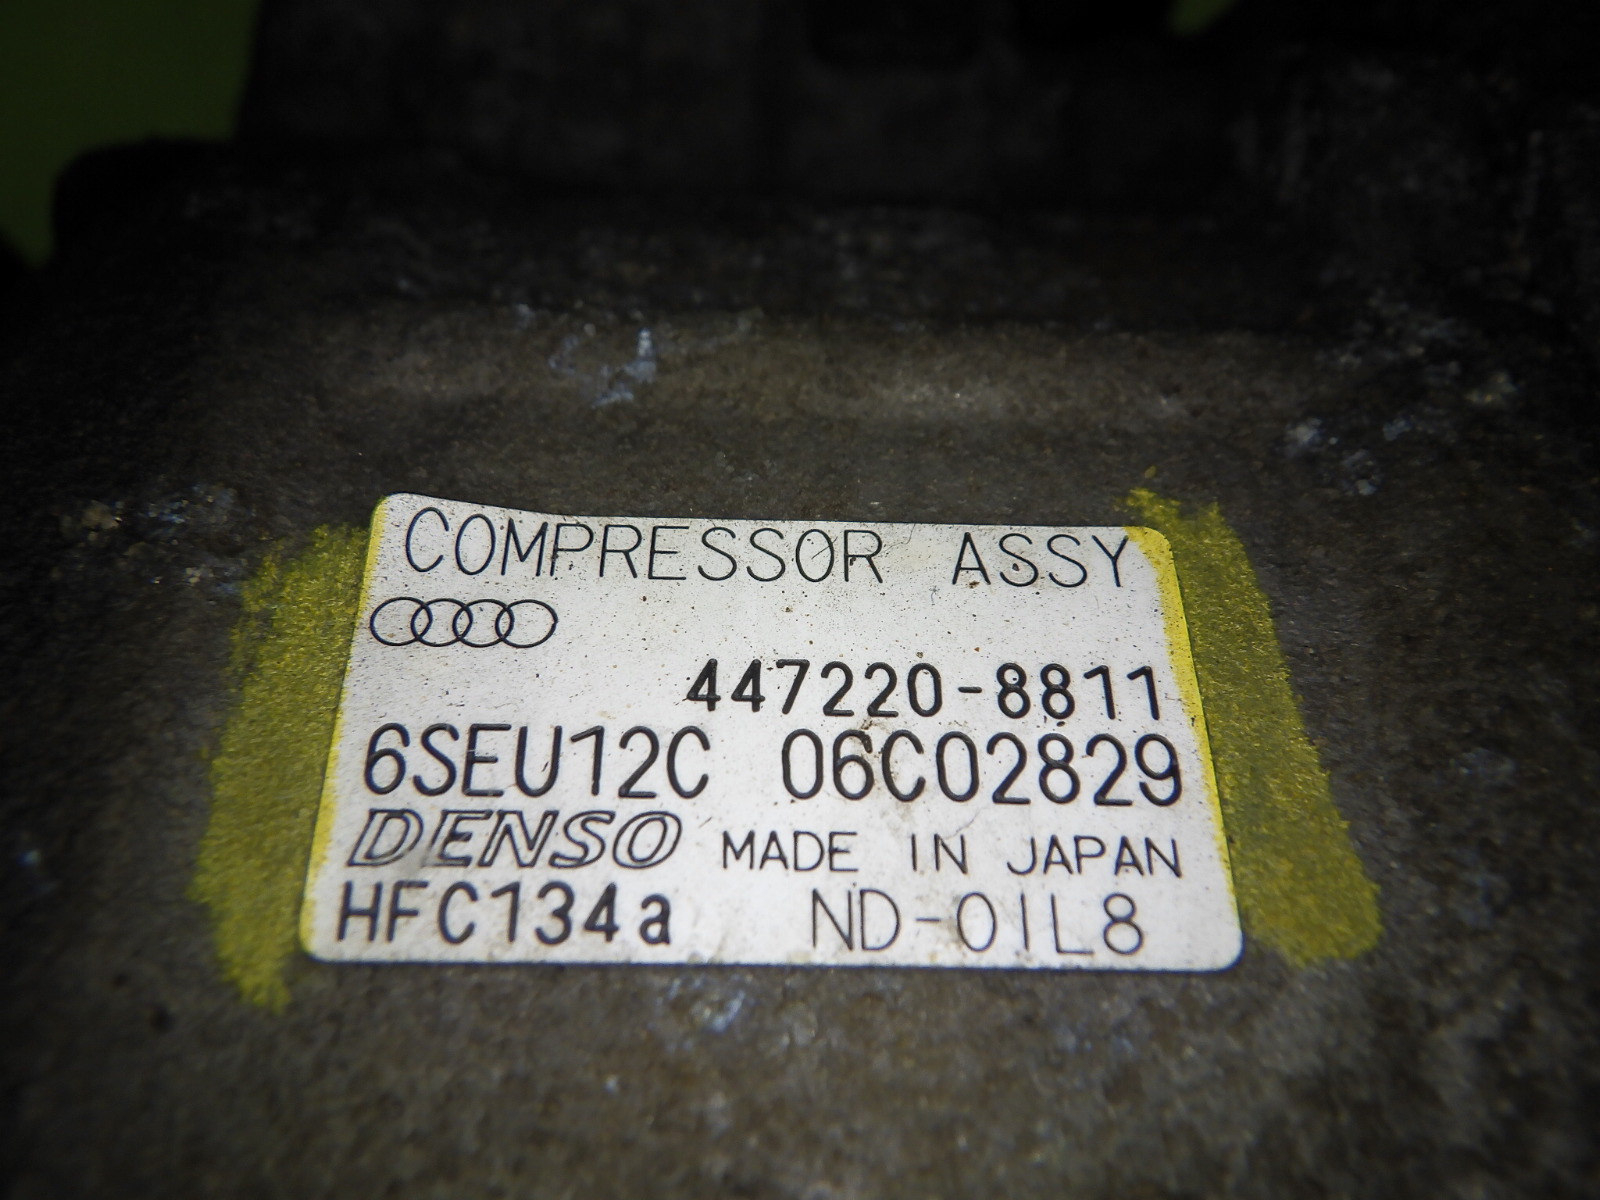 COMPRESSOR ASSY
447220-8811
6SEU12C 06C02829
DENSO MADE IN JAPAN
HFC134a ND-OIL8